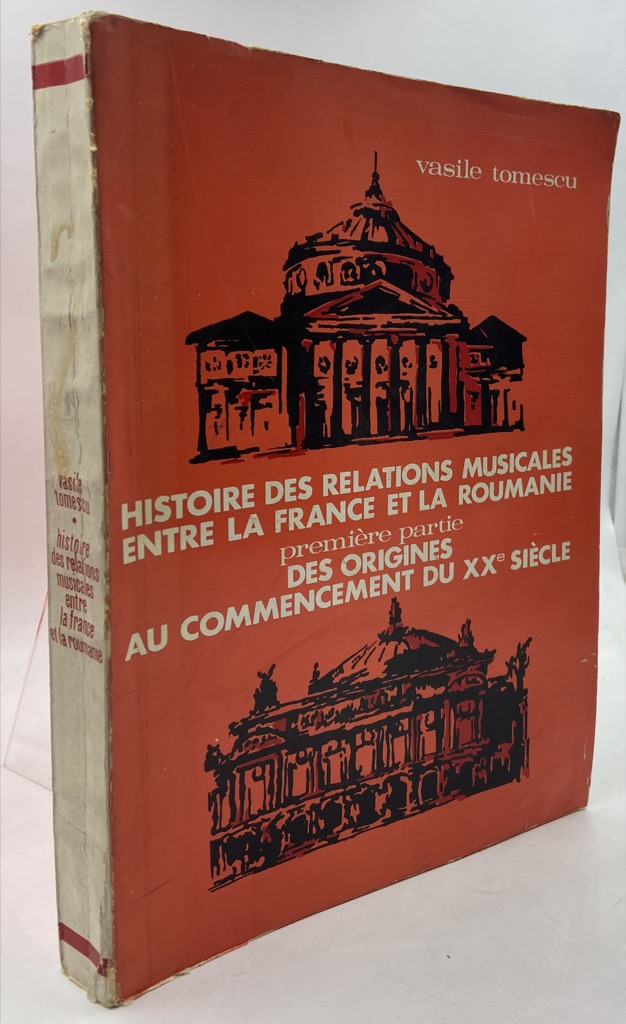 vasile tomescu
HISTOIRE DES RELATIONS MUSICALES
ENTRE LA FRANCE ET LA ROUMANIE
première partie
DES ORIGINES
AU COMMENCEMENT DU XXe SIÈCLE
vasile
tomescu
•
histoire
des relations
musicales
entre
la france
et la roumanie